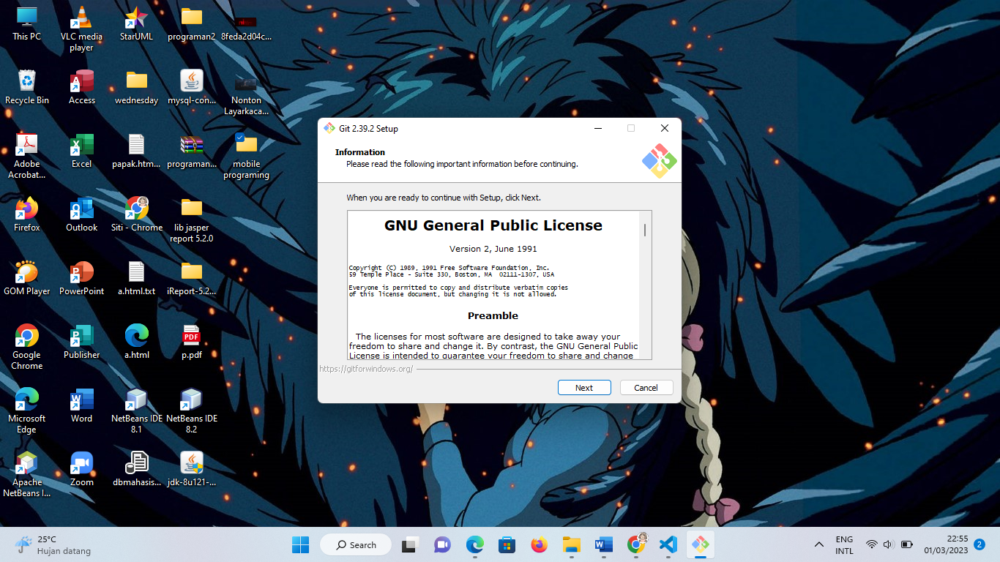 This PC
VLC media
player
StarUML
programan2
8feda2d04c...
Recycle Bin
Access
wednesday
mysql-con...
Nonton
Layarkaca...
Adobe
Acrobat...
Excel
papak.htm...
programan...
mobile
programing
Firefox
Outlook
Siti - Chrome
lib jasper
report 5.2.0
GOM Player
PowerPoint
a.html.txt
iReport-5.2...
Google
Chrome
Publisher
a.html
PDF
p.pdf
Microsoft
Edge
Word
NetBeans IDE
8.1
NetBeans IDE
8.2
Apache
NetBeans I...
Zoom
dbmahasis...
jdk-8u121-...
Git 2.39.2 Setup
Information
Please read the following important information before continuing.
When you are ready to continue with Setup, click Next.
GNU General Public License
Version 2, June 1991
Copyright (C) 1989, 1991 Free Software Foundation, Inc.
59 Temple Place - Suite 330, Boston, MA  02111-1307, USA
Everyone is permitted to copy and distribute verbatim copies
of this license document, but changing it is not allowed.
Preamble
The licenses for most software are designed to take away your
freedom to share and change it. By contrast, the GNU General Public
License is intended to guarantee your freedom to share and change
https://gitforwindows.org/
Next
Cancel
25°C
Hujan datang
Search
ENG
INTL
22:55
01/03/2023
2